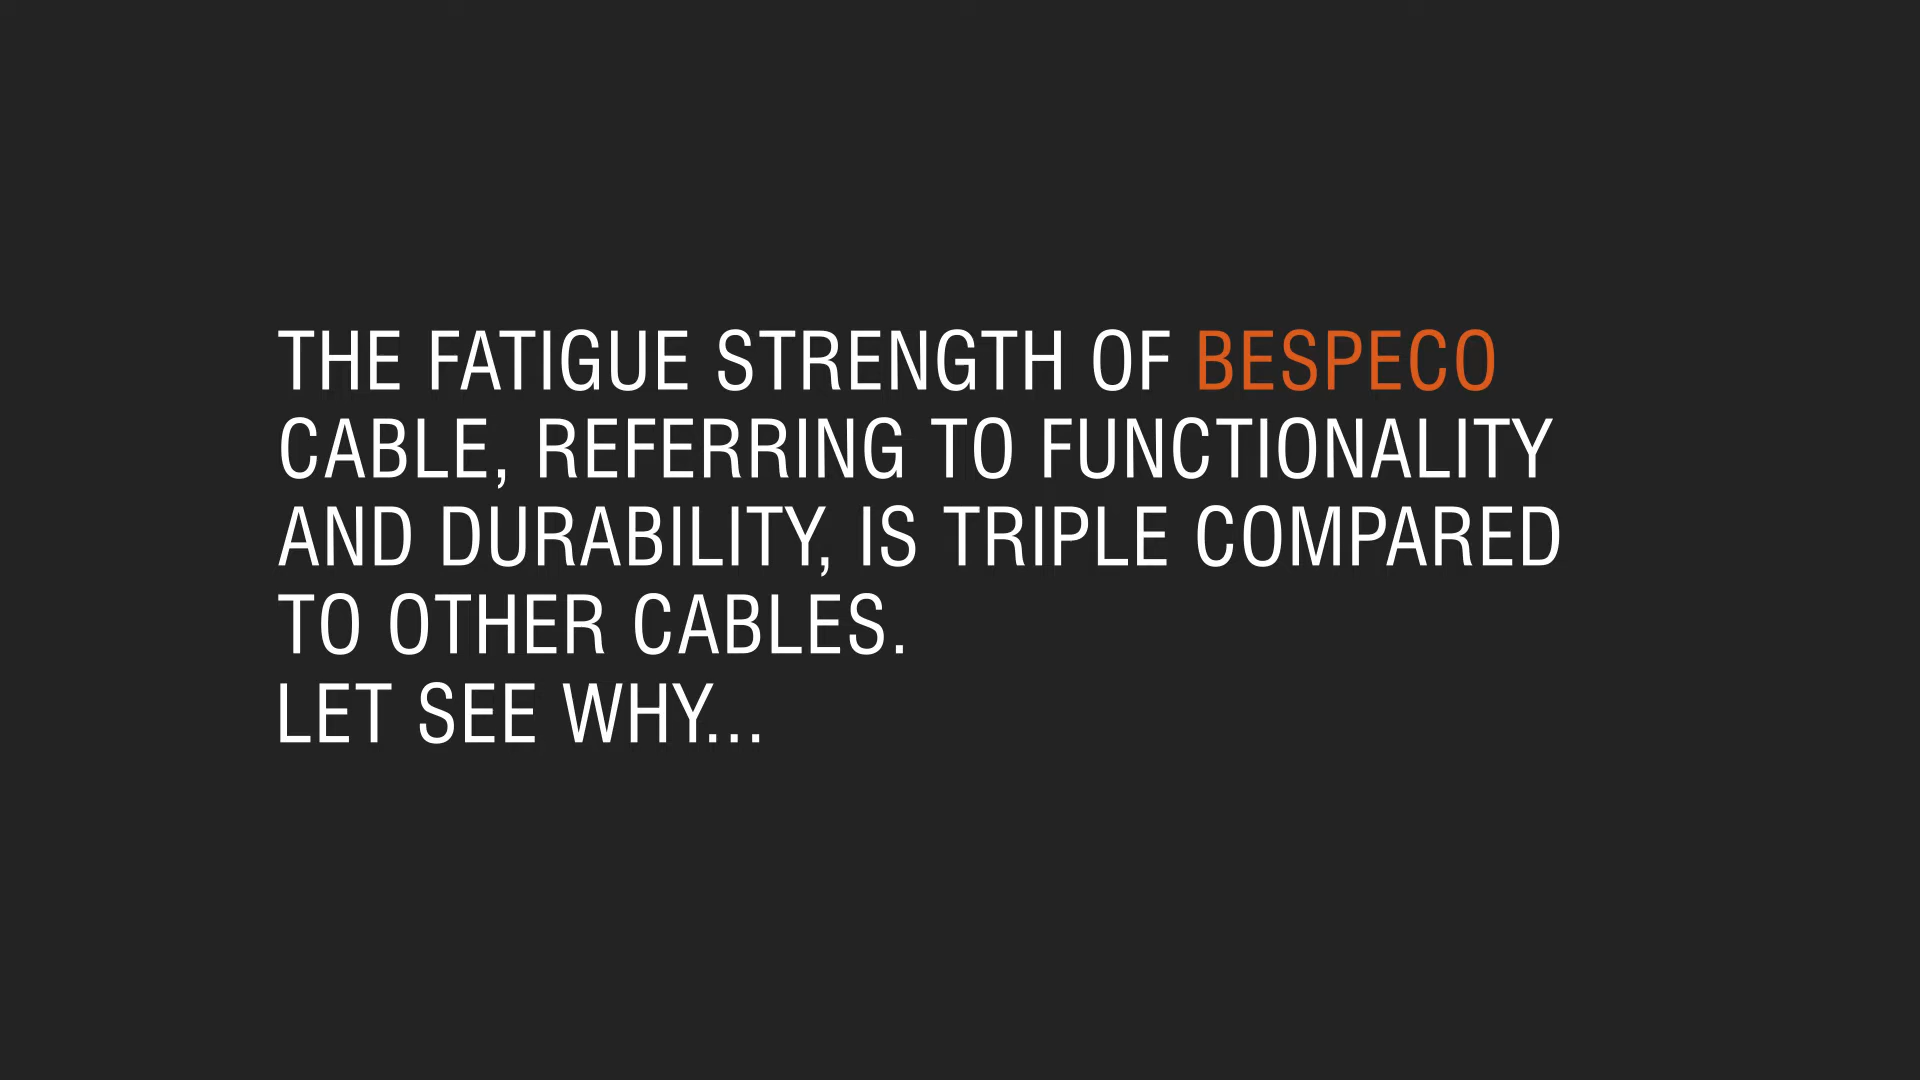 THE FATIGUE STRENGTH OF BESPECO
CABLE, REFERRING TO FUNCTIONALITY
AND DURABILITY, IS TRIPLE COMPARED
TO OTHER CABLES.
LET SEE WHY...